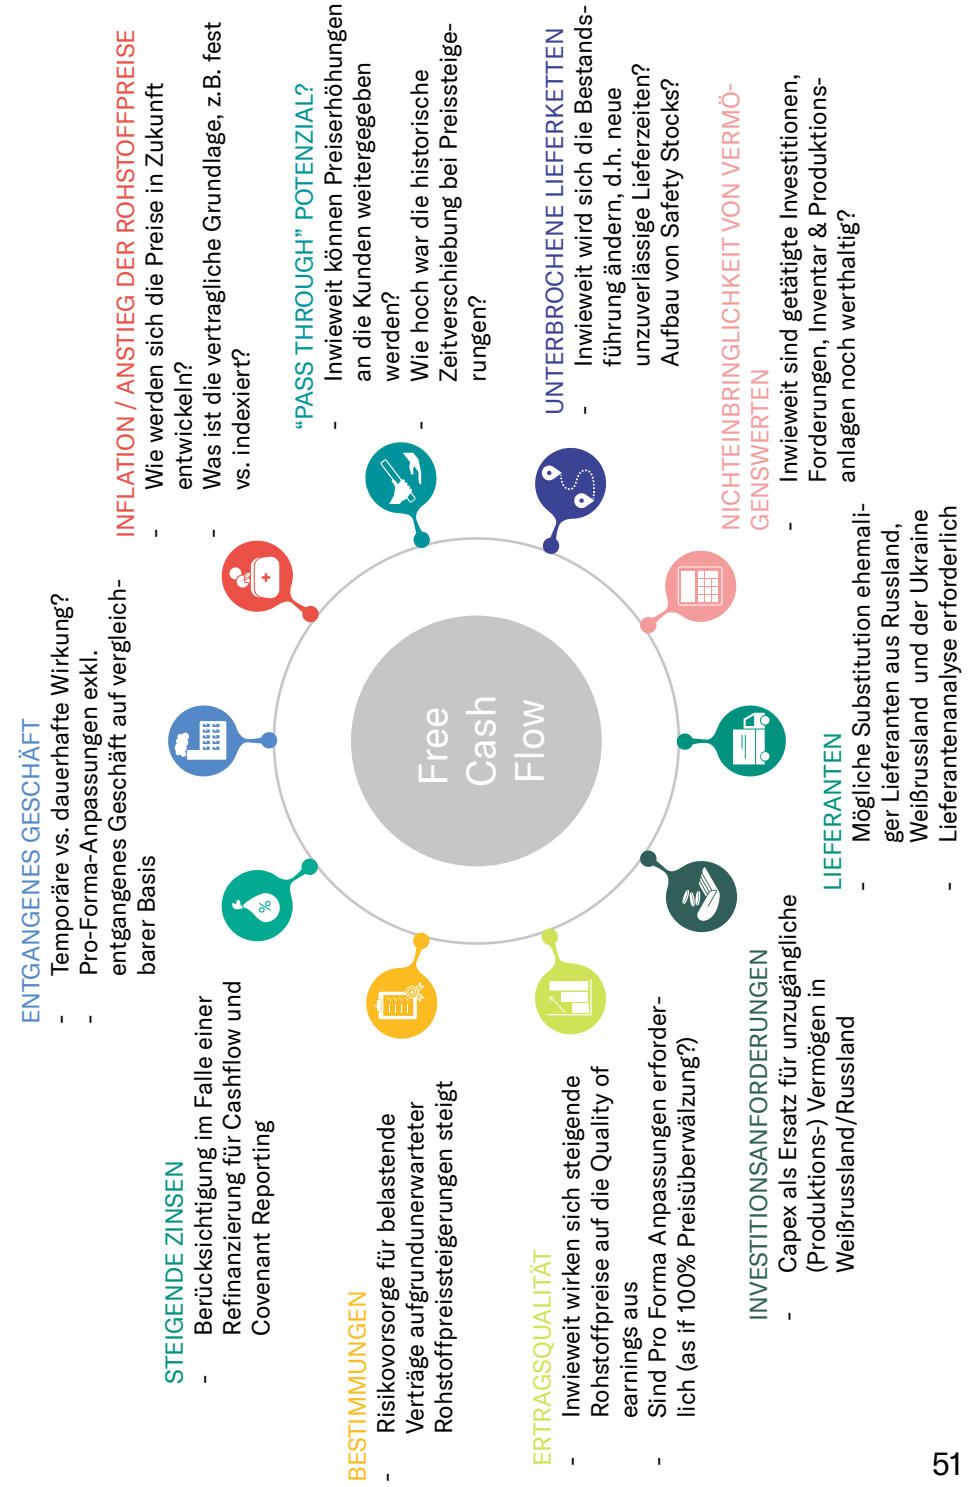 ENTGANGENES GESCHÄFT
- Temporäre vs. dauerhafte Wirkung?
- Pro-Forma-Anpassungen exkl.
entgangenes Geschäft auf vergleich-
barer Basis
INFLATION / ANSTIEG DER ROHSTOFFPREISE
- Wie werden sich die Preise in Zukunft
entwickeln?
- Was ist die vertragliche Grundlage, z.B. fest
vs. indexiert?
“PASS THROUGH” POTENZIAL?
- Inwieweit können Preiserhöhungen
an die Kunden weitergegeben
werden?
- Wie hoch war die historische
Zeitverschiebung bei Preissteige-
rungen?
UNTERBROCHENE LIEFERKETTEN
- Inwieweit wird sich die Bestands-
führung ändern, d.h. neue
unzuverlässige Lieferzeiten?
Aufbau von Safety Stocks?
NICHTEINBRINGLICHKEIT VON VERMÖ-
GENSWERTEN
- Inwieweit sind getätigte Investitionen,
Forderungen, Inventar & Produktions-
anlagen noch werthaltig?
LIEFERANTEN
- Mögliche Substitution ehemali-
ger Lieferanten aus Russland,
Weißrussland und der Ukraine
- Lieferantenanalyse erforderlich
INVESTITIONSANFORDERUNGEN
- Capex als Ersatz für unzugängliche
(Produktions-) Vermögen in
Weißrussland/Russland
ERTRAGSQUALITÄT
- Inwieweit wirken sich steigende
Rohstoffpreise auf die Quality of
earnings aus
- Sind Pro Forma Anpassungen erforder-
lich (as if 100% Preisüberwälzung?)
BESTIMMUNGEN
- Risikovorsorge für belastende
Verträge aufgrundunerwarteter
Rohstoffpreissteigerungen steigt
STEIGENDE ZINSEN
- Berücksichtigung im Falle einer
Refinanzierung für Cashflow und
Covenant Reporting
%
Free
Cash
Flow
51